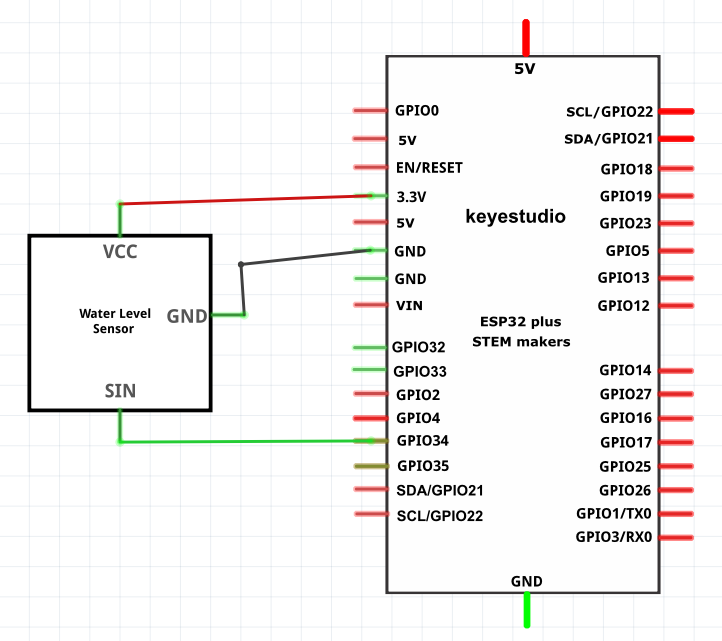 VCC
Water Level
Sensor
GND
SIN
5V
GPIO0
5V
EN/RESET
3.3V
5V
GND
GND
VIN
GPIO32
GPIO33
GPIO2
GPIO4
GPIO34
GPIO35
SDA/GPIO21
SCL/GPIO22
keyestudio
ESP32 plus
STEM makers
SCL/GPIO22
SDA/GPIO21
GPIO18
GPIO19
GPIO23
GPIO5
GPIO13
GPIO12
GPIO14
GPIO27
GPIO16
GPIO17
GPIO25
GPIO26
GPIO1/TX0
GPIO3/RX0
GND